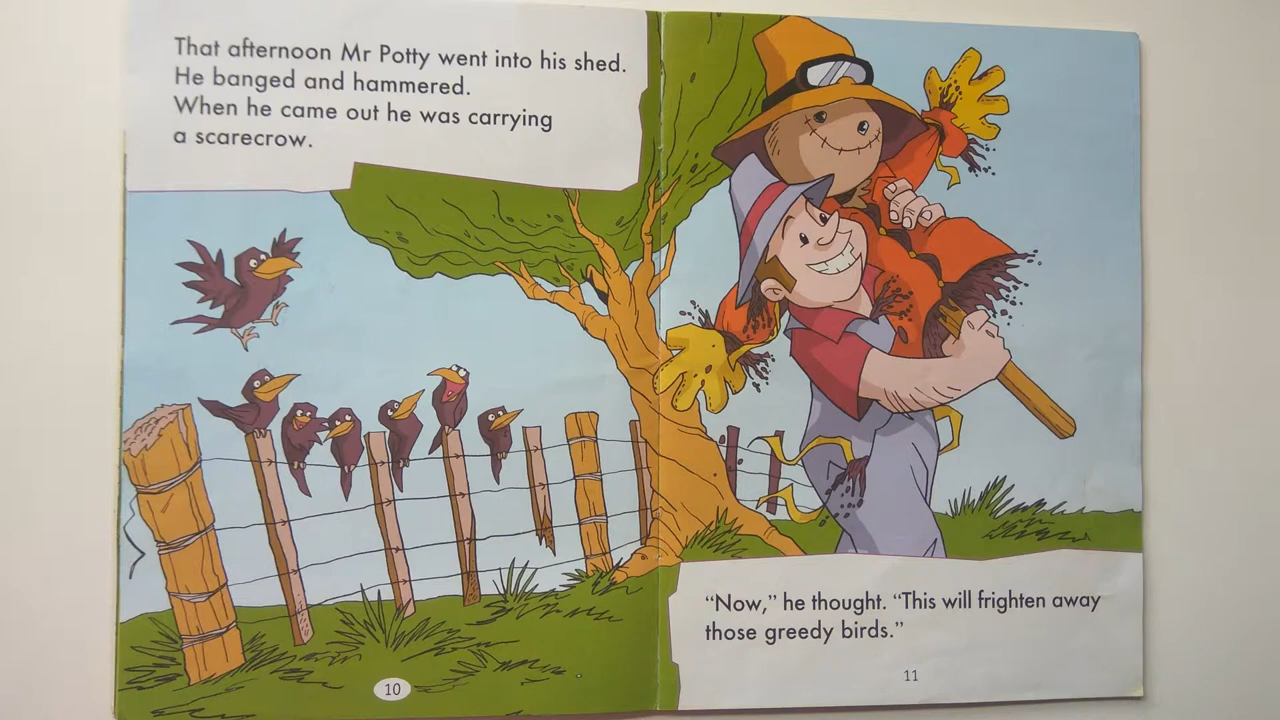 That afternoon Mr Potty went into his shed.
He banged and hammered.
When he came out he was carrying
a scarecrow.
10
“Now,” he thought. “This will frighten away
those greedy birds.”
11